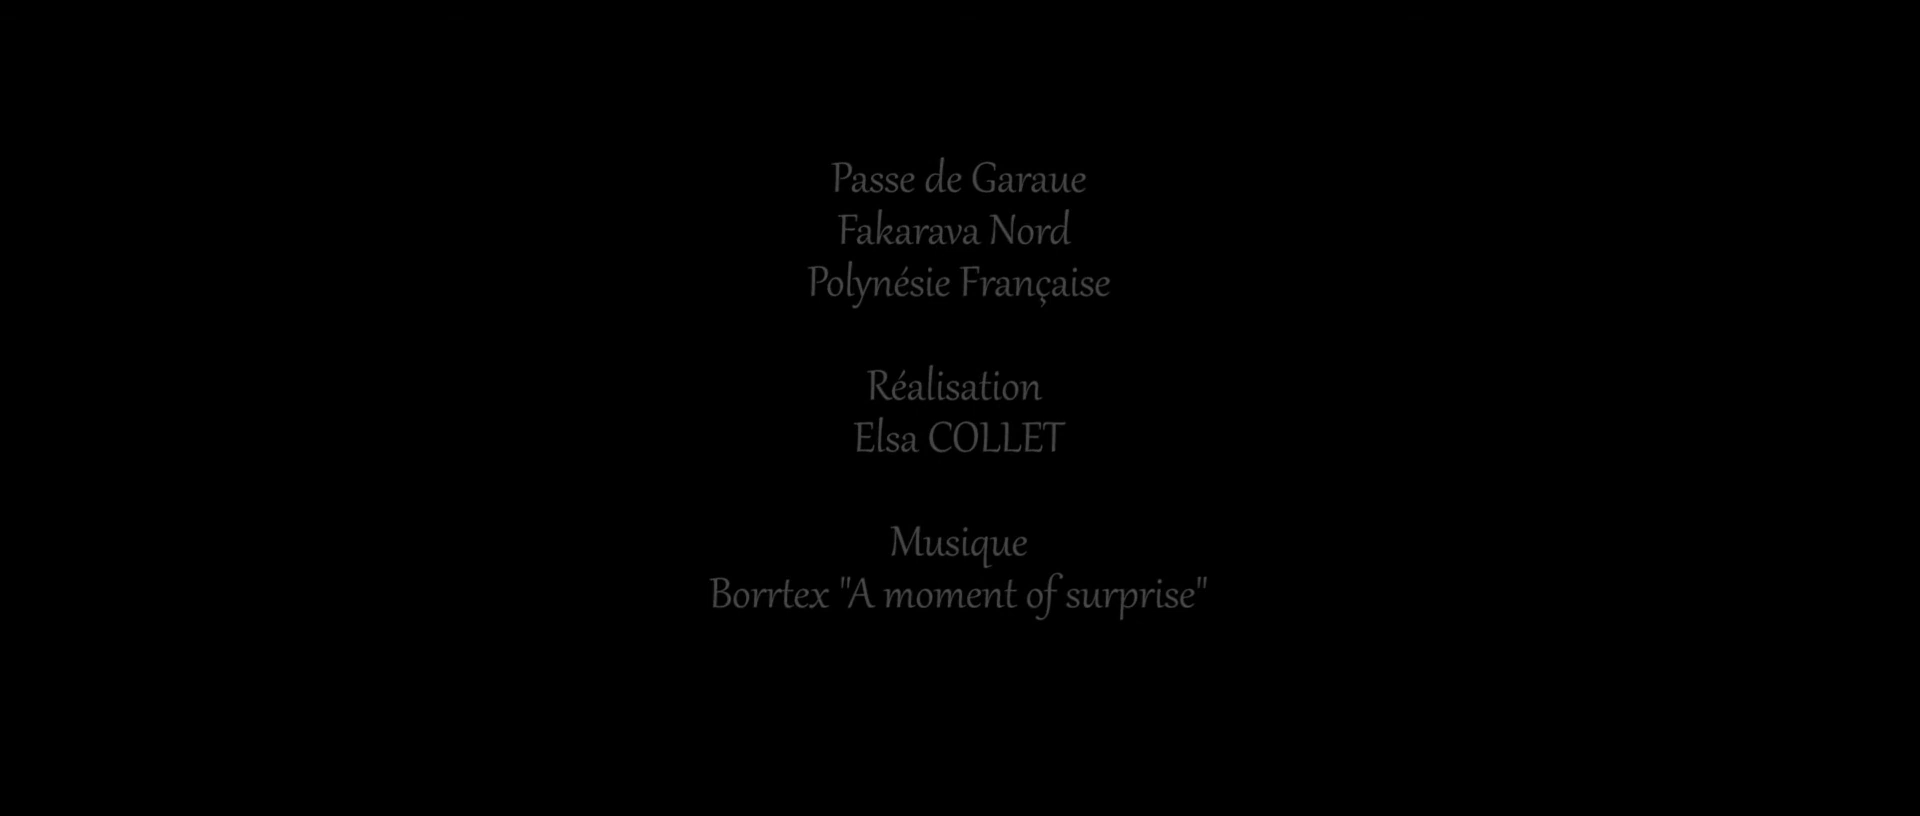 Passe de Garaue
Fakarava Nord
Polynésie Française
Réalisation
Elsa COLLET
Musique
Borrtex "A moment of surprise"